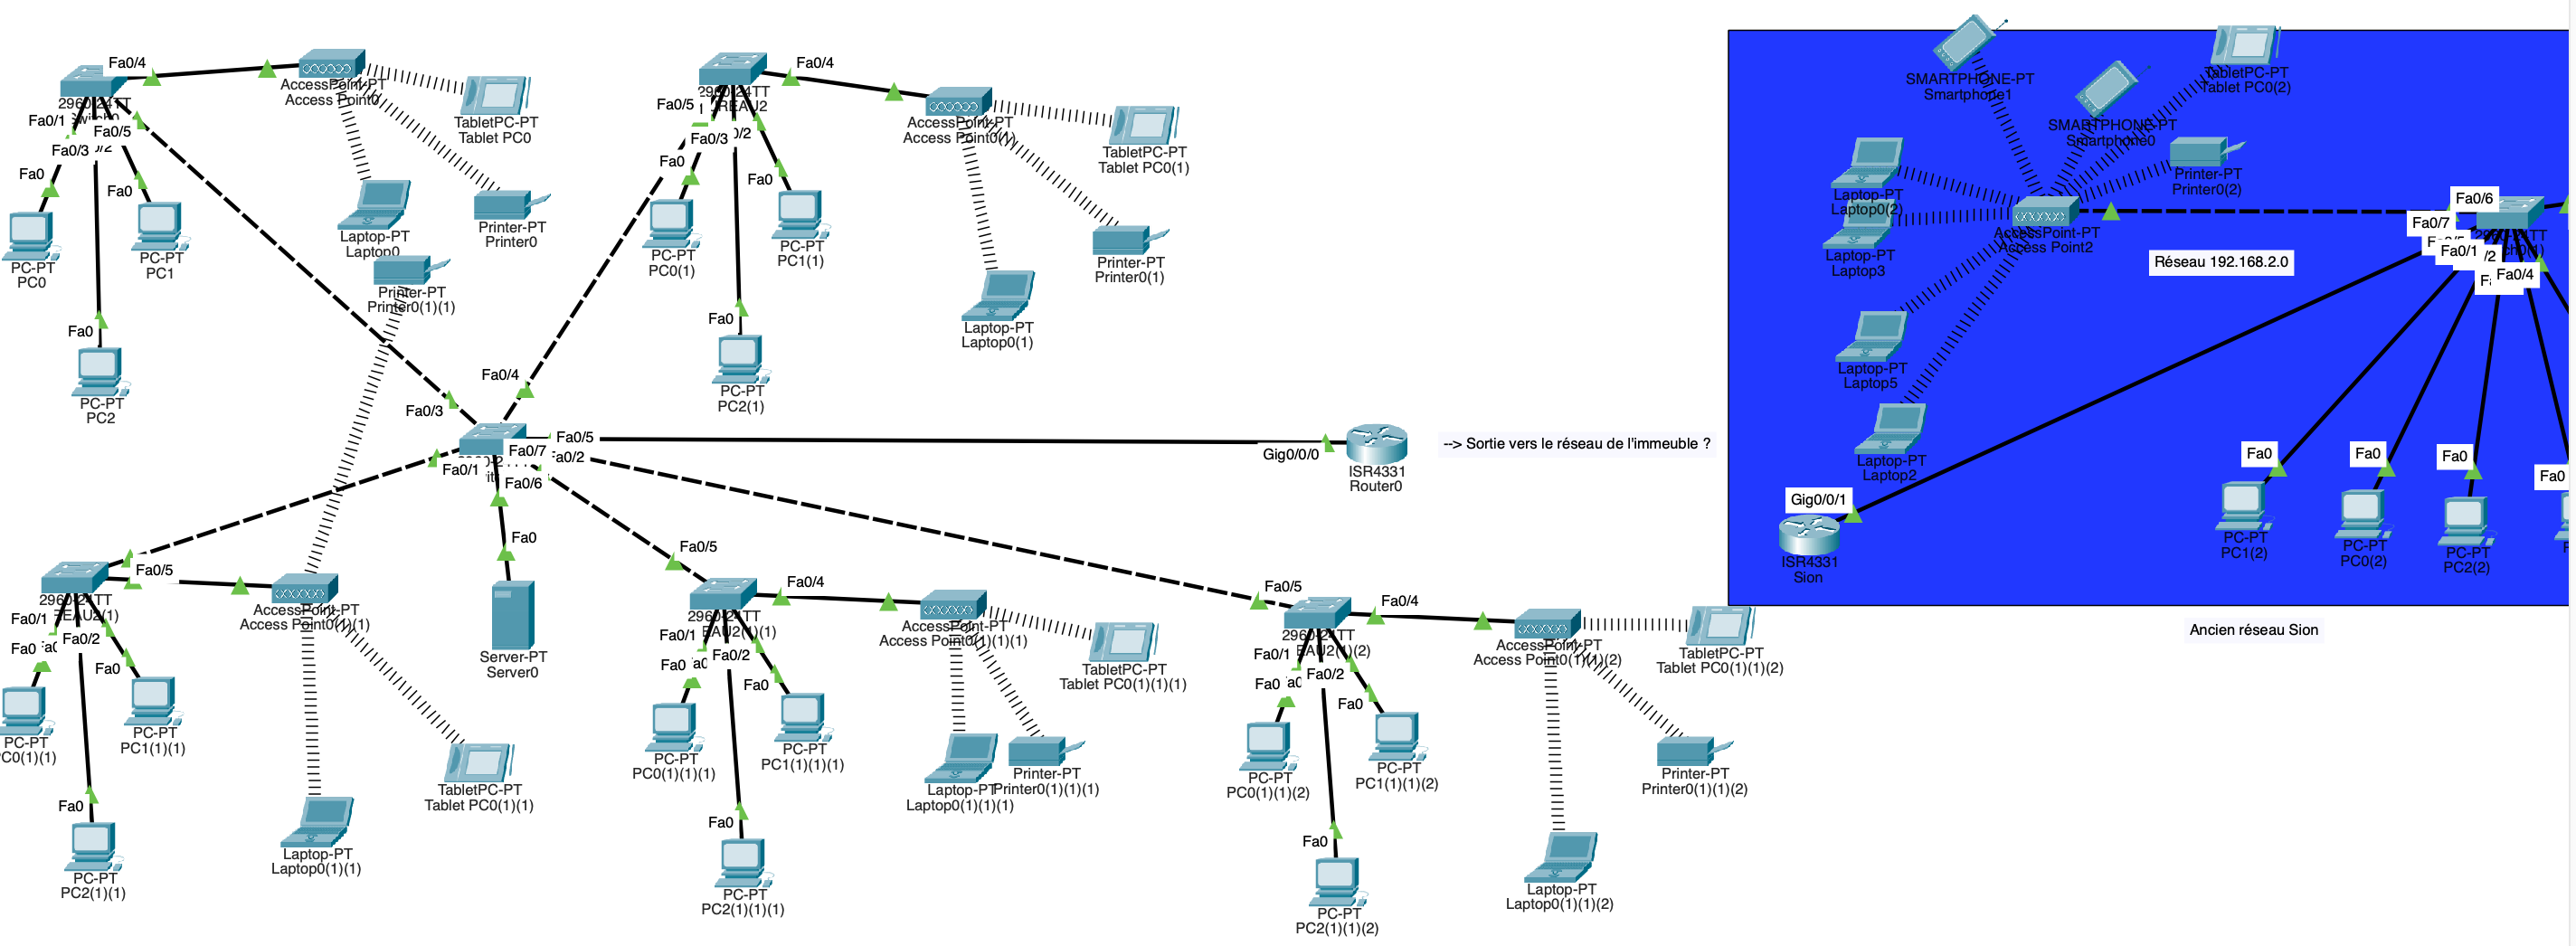 Fa0/4
AccessPoint-PT
Access Point0
TabletPC-PT
Tablet PC0
2960-24TT
Fa0/1
Fa0/5
Fa0/3
Fa0
Fa0
PC-PT
PC0
PC-PT
PC1
Laptop-PT
Laptop0
Printer-PT
Printer0
Printer-PT
Printer0(1)(1)
Fa0
PC-PT
PC2
Fa0/4
Fa0/5
Fa0/3
Fa0
Fa0
AccessPoint-PT
Access Point0(1)
TabletPC-PT
Tablet PC0(1)
PC-PT
PC0(1)
PC-PT
PC1(1)
Printer-PT
Printer0(1)
Fa0
Laptop-PT
Laptop0(1)
PC-PT
PC2(1)
Fa0/4
Fa0/3
Fa0/5
Fa0/7
Fa0/2
Fa0/1
Fa0/6
Gig0/0/0
ISR4331
Router0
--> Sortie vers le réseau de l'immeuble ?
Fa0
Server-PT
Server0
Fa0/5
2960-24TT
AccessPoint-PT
Access Point0(1)(1)
Fa0/1
Fa0/2
Fa0
Fa0
PC-PT
PC-PT
PC1(1)(1)
TabletPC-PT
Tablet PC0(1)(1)
Fa0
Laptop-PT
Laptop0(1)(1)
PC-PT
PC2(1)(1)
Fa0/5
Fa0/4
2960-24TT
AccessPoint-PT
Access Point0(1)(1)(1)
Fa0/1
Fa0/2
Fa0
Fa0
TabletPC-PT
Tablet PC0(1)(1)(1)
PC-PT
PC0(1)(1)(1)
PC-PT
PC1(1)(1)(1)
Laptop-PT
Laptop0(1)(1)(1)
Printer-PT
Printer0(1)(1)(1)
Fa0
PC-PT
PC2(1)(1)(1)
Fa0/5
Fa0/4
2960-24TT
AccessPoint-PT
Access Point0(1)(1)(2)
TabletPC-PT
Tablet PC0(1)(1)(2)
Fa0/1
Fa0/2
Fa0
Fa0
PC-PT
PC0(1)(1)(2)
PC-PT
PC1(1)(1)(2)
Printer-PT
Printer0(1)(1)(2)
Fa0
Laptop-PT
Laptop0(1)(1)(2)
PC-PT
PC2(1)(1)(2)
SMARTPHONE-PT
Smartphone1
TabletPC-PT
Tablet PC0(2)
SMARTPHONE-PT
Smartphone0
Laptop-PT
Laptop0(2)
Printer-PT
Printer0(2)
AccessPoint-PT
Access Point2
Laptop-PT
Laptop3
Réseau 192.168.2.0
Fa0/6
Fa0/7
Fa0/1
Fa0/4
Laptop-PT
Laptop5
Laptop-PT
Laptop2
Gig0/0/1
ISR4331
Sion
Fa0
Fa0
Fa0
Fa0
PC-PT
PC1(2)
PC-PT
PC0(2)
PC-PT
PC2(2)
Ancien réseau Sion